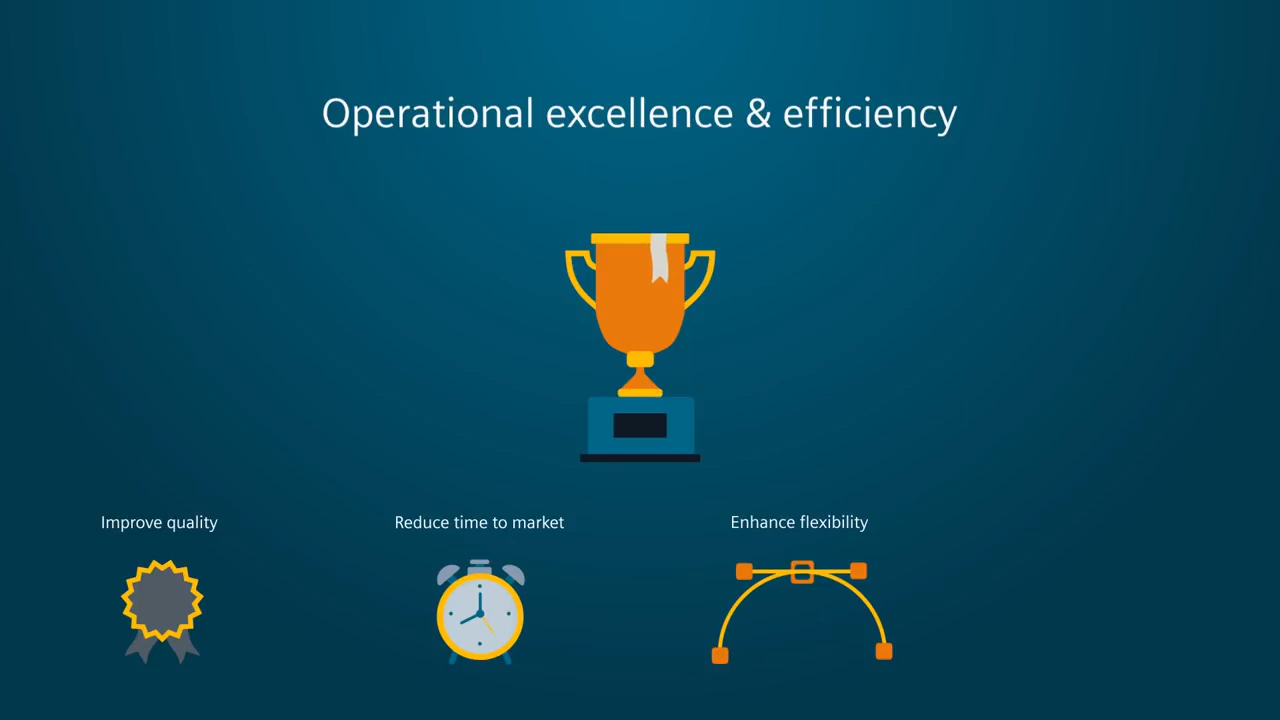 Operational excellence & efficiency
Improve quality
Reduce time to market
Enhance flexibility